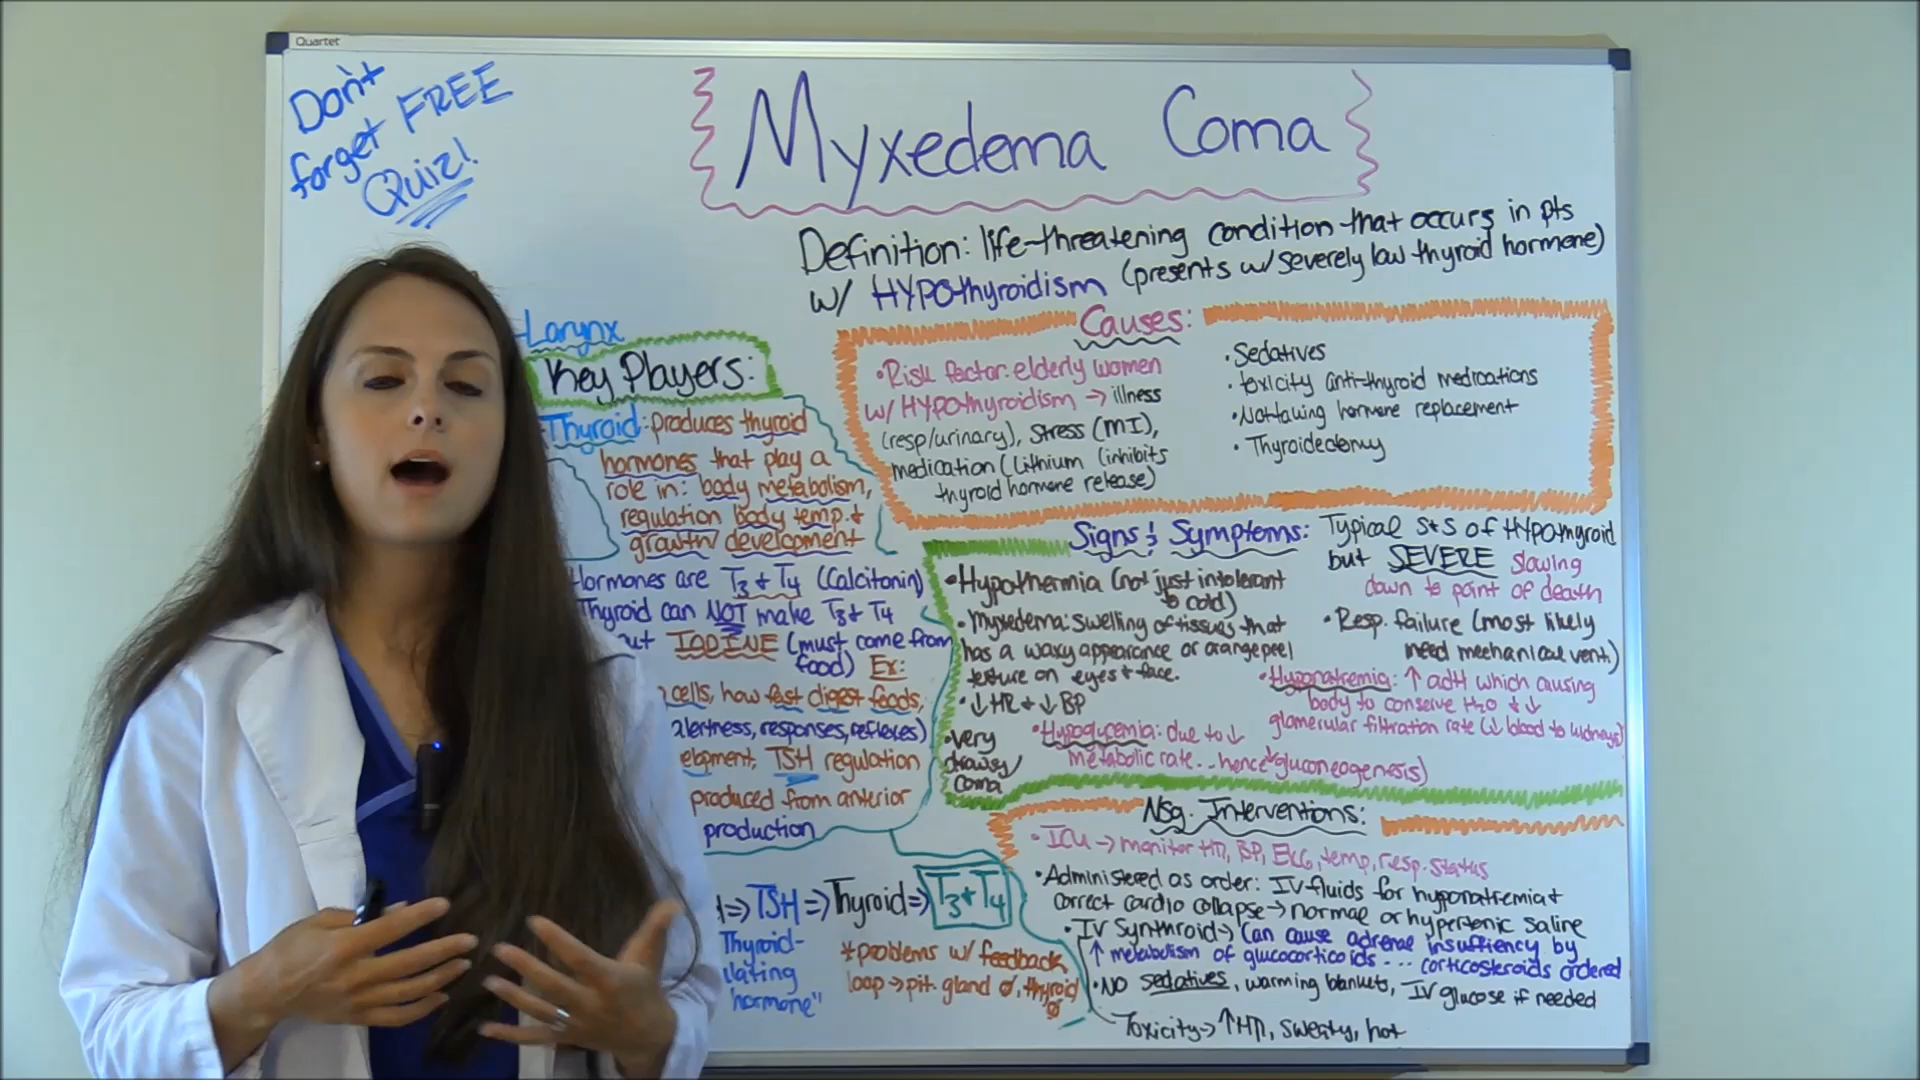 Quartet
Don't
forget FREE
Quiz!
Myxedema Coma
Definition: life-threatening condition that occurs in pts
w/ HYPOthyroidism (presents w/ severely low thyroid hormone)
Larynx
Key Players:
Thyroid: produces thyroid
hormones that play a
role in: body metabolism,
regulation body temp. +
growth/development
Hormones are T3 + T4 (Calcitonin)
Thyroid can NOT make T3 + T4
ut IODINE (must come from
food) Ex:
cells, how fast digest foods,
alertness, responses, reflexes)
elopment, TSH regulation
produced from anterior
production
=> TSH => Thyroid => T3 + T4
Thyroid-
lating
hormone"
*problems w/ feedback
loop → pit. gland Ø, thyroid
Ø
Causes:
• Risk factor: elderly women
w/ HYPOthyroidism → illness
(resp/urinary), stress (MI),
medication (Lithium (inhibits
thyroid hormone release)
• Sedatives
• toxicity anti-thyroid medications
• Not taking hormone replacement
• Thyroidectomy
Signs & Symptoms: Typical S+S of HYPOthyroid
but SEVERE slowing
down to point of death
• Hypothermia (not just intolerant
to cold)
• Myxedema: swelling of tissues that
has a waxy appearance or orange peel
texture on eyes + face.
• ↓ HR + ↓ BP
• very
drowsy/
coma
• Resp. failure (most likely
need mechanical vent.)
• Hyponatremia: ↑ adH which causing
body to conserve H2O + ↓
glomerular filtration rate (↓ blood to kidneys)
• Hypoglycemia: due to ↓
metabolic rate... hence ↓ gluconeogenesis)
Nsg. Interventions:
• ICU → monitor HR, BP, EKG, temp, resp. status
• Administered as order: IV fluids for hyponatremia +
correct cardio collapse → normal or hypertonic saline
• IV Synthroid → can cause adrenal insuffiency by
↑ metabolism of glucocorticoids ... corticosteroids ordered
• NO sedatives, warming blankets, IV glucose if needed
Toxicity → ↑ HR, sweaty, hot